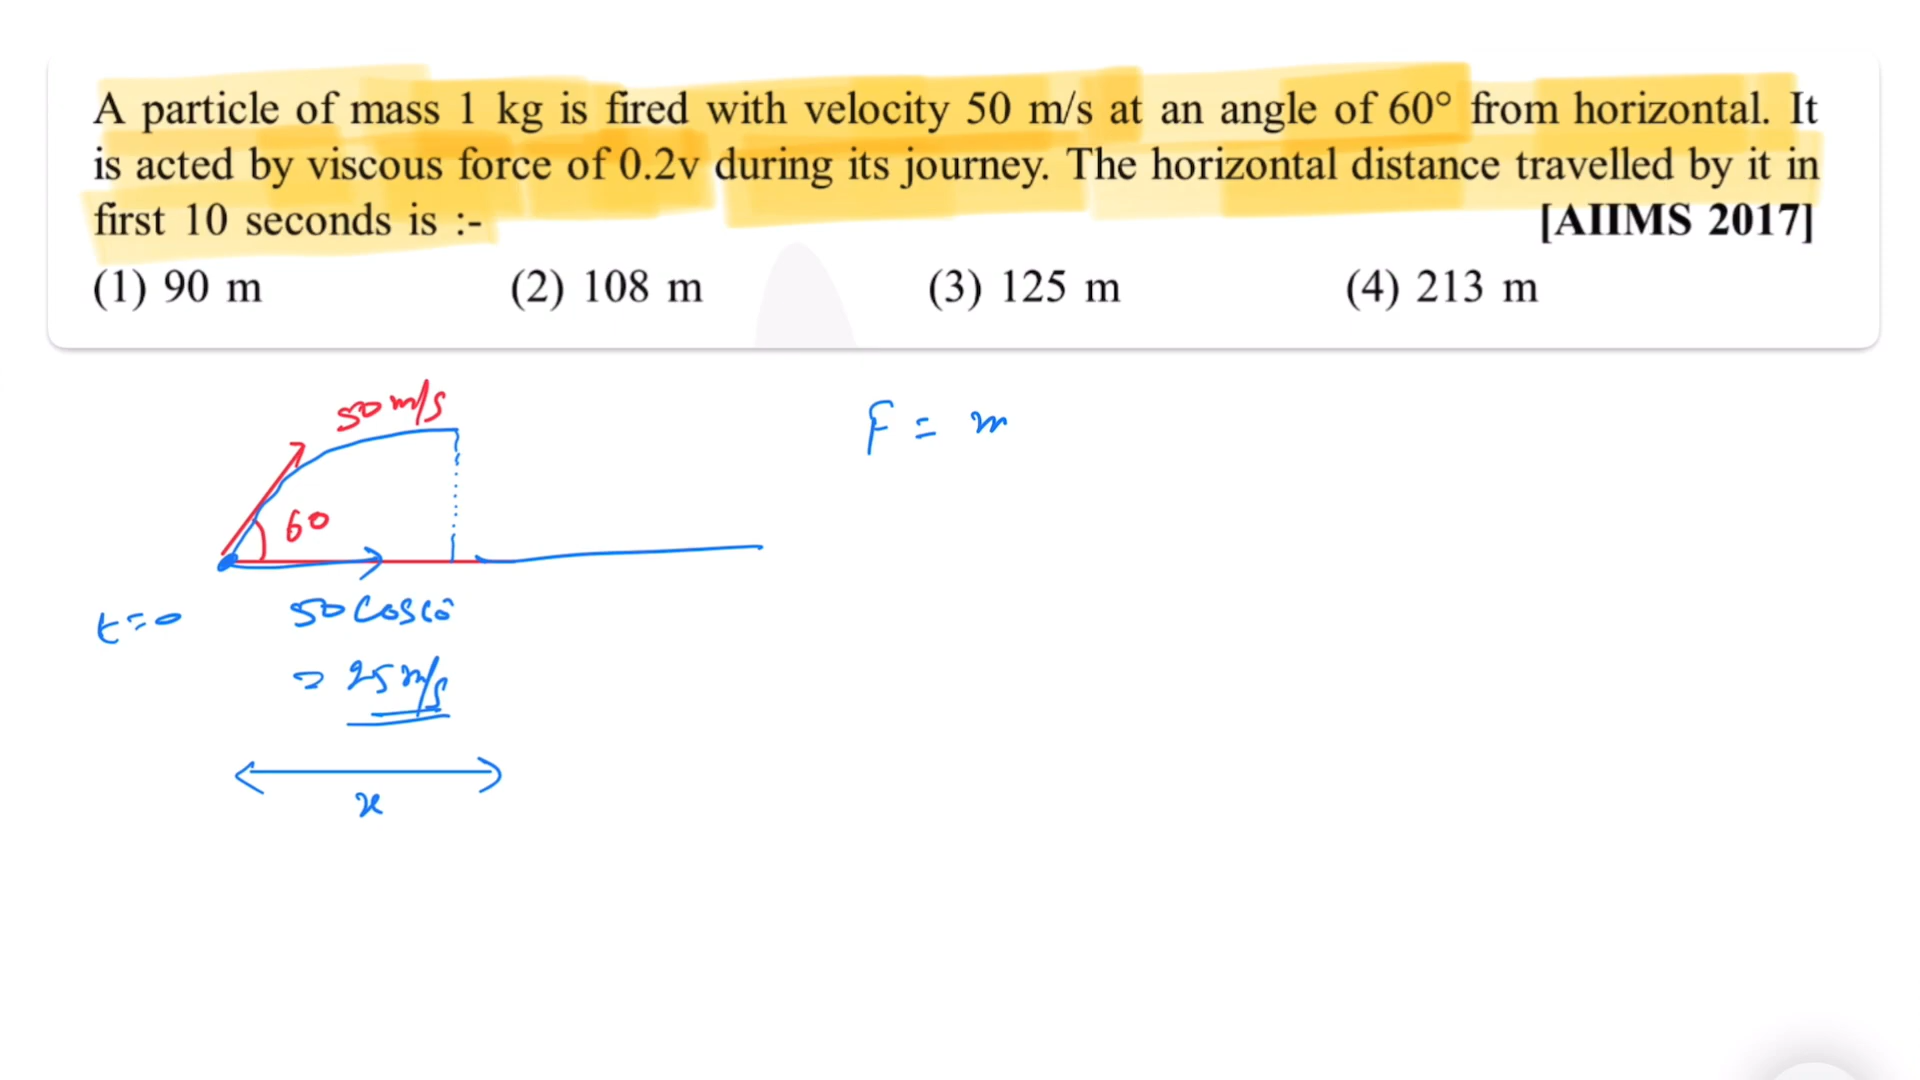 A particle of mass 1 kg is fired with velocity 50 m/s at an angle of 60° from horizontal. It
is acted by viscous force of 0.2v during its journey. The horizontal distance travelled by it in
first 10 seconds is :- [AIIMS 2017]
(1) 90 m (2) 108 m (3) 125 m (4) 213 m
50 m/s
F = m
60
t=0
50 Cos60
= 25 m/s
x